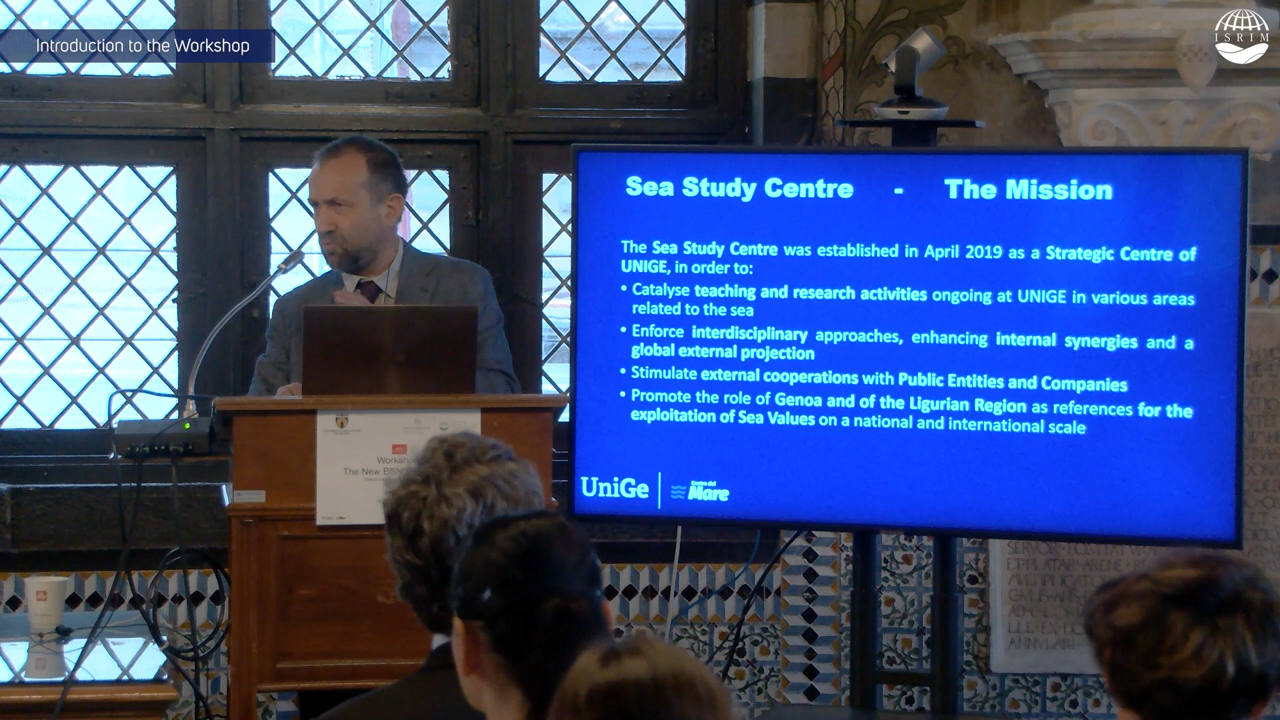 Introduction to the Workshop
ISRIM
Sea Study Centre - The Mission
The Sea Study Centre was established in April 2019 as a Strategic Centre of
UNIGE, in order to:
• Catalyse teaching and research activities ongoing at UNIGE in various areas
related to the sea
• Enforce interdisciplinary approaches, enhancing internal synergies and a
global external projection
• Stimulate external cooperations with Public Entities and Companies
• Promote the role of Genoa and of the Ligurian Region as references for the
exploitation of Sea Values on a national and international scale
UniGe
Centro del
Mare
The New